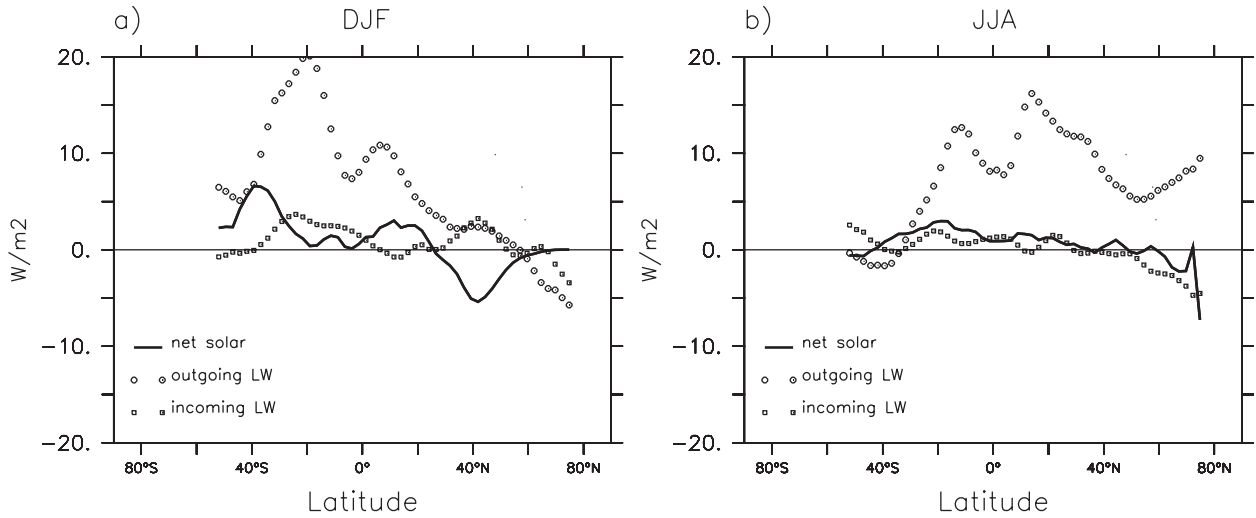 a) DJF
20.
10.
0.
-10.
-20.
W/m2
net solar
outgoing LW
incoming LW
80°S 40°S 0° 40°N 80°N
Latitude
b) JJA
20.
10.
0.
-10.
-20.
W/m2
net solar
outgoing LW
incoming LW
80°S 40°S 0° 40°N 80°N
Latitude